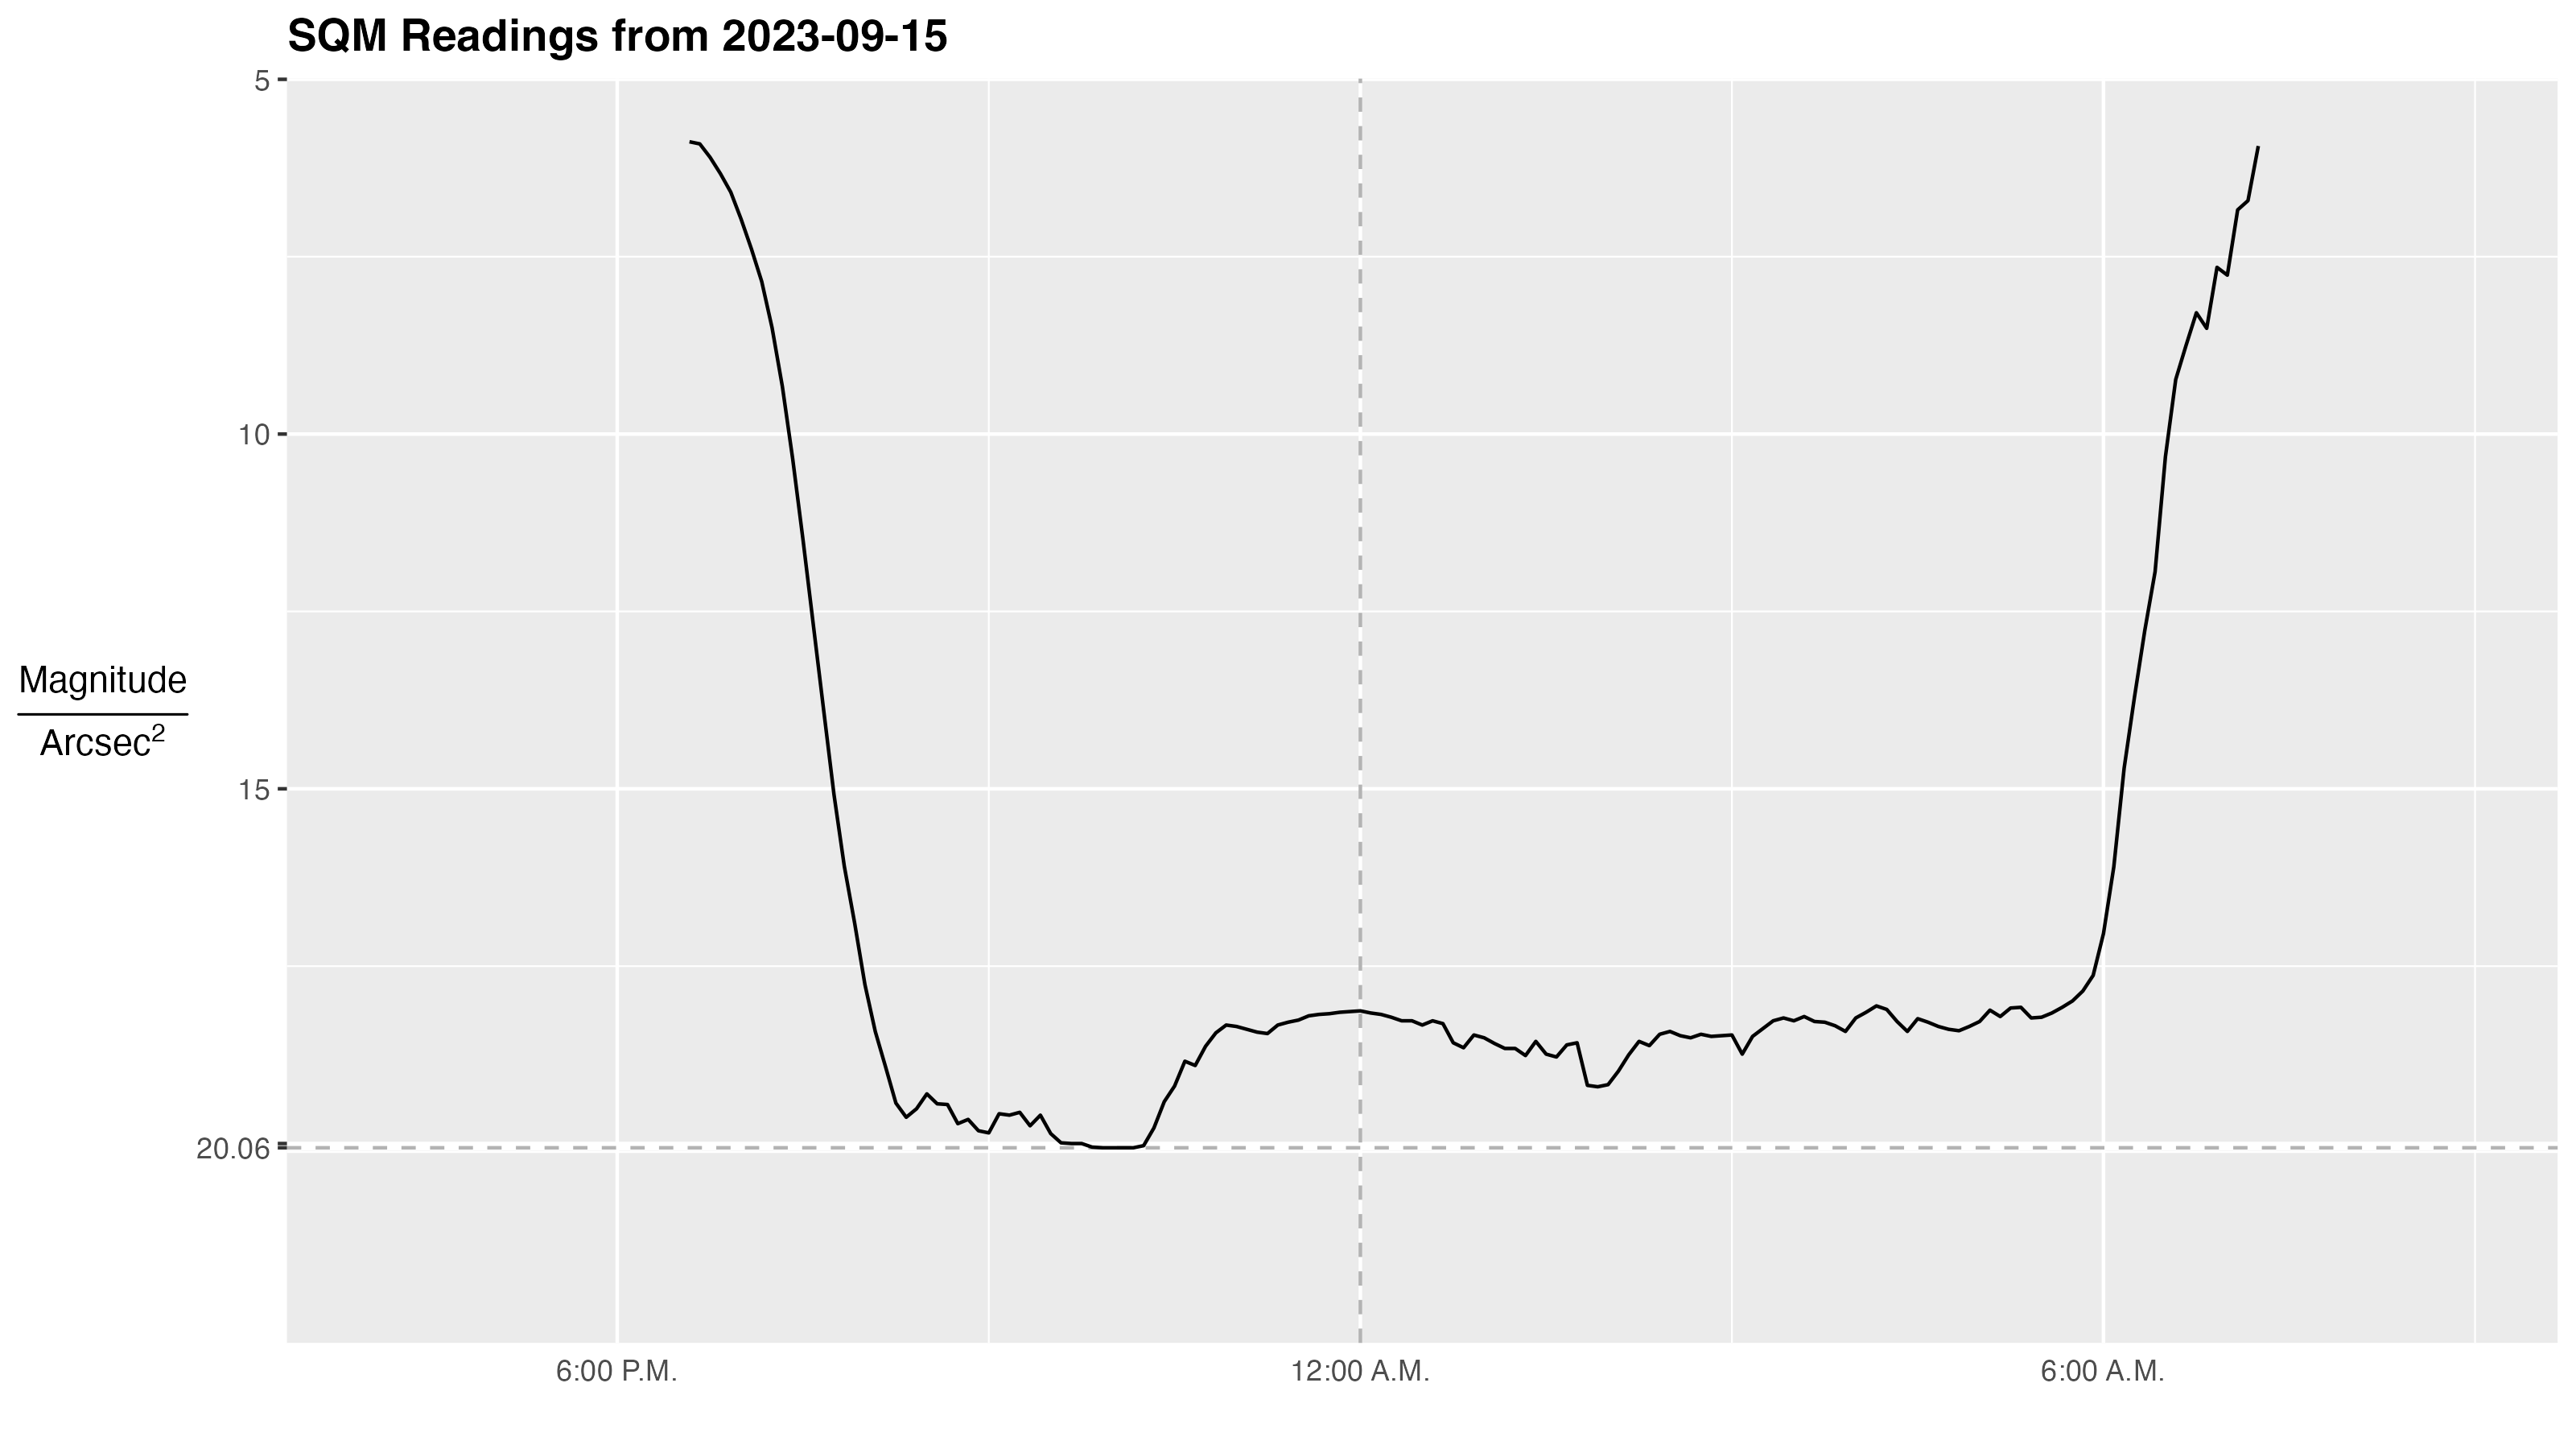 SQM Readings from 2023-09-15
5
10
Magnitude
Arcsec²
15
20.06
6:00 P.M.
12:00 A.M.
6:00 A.M.